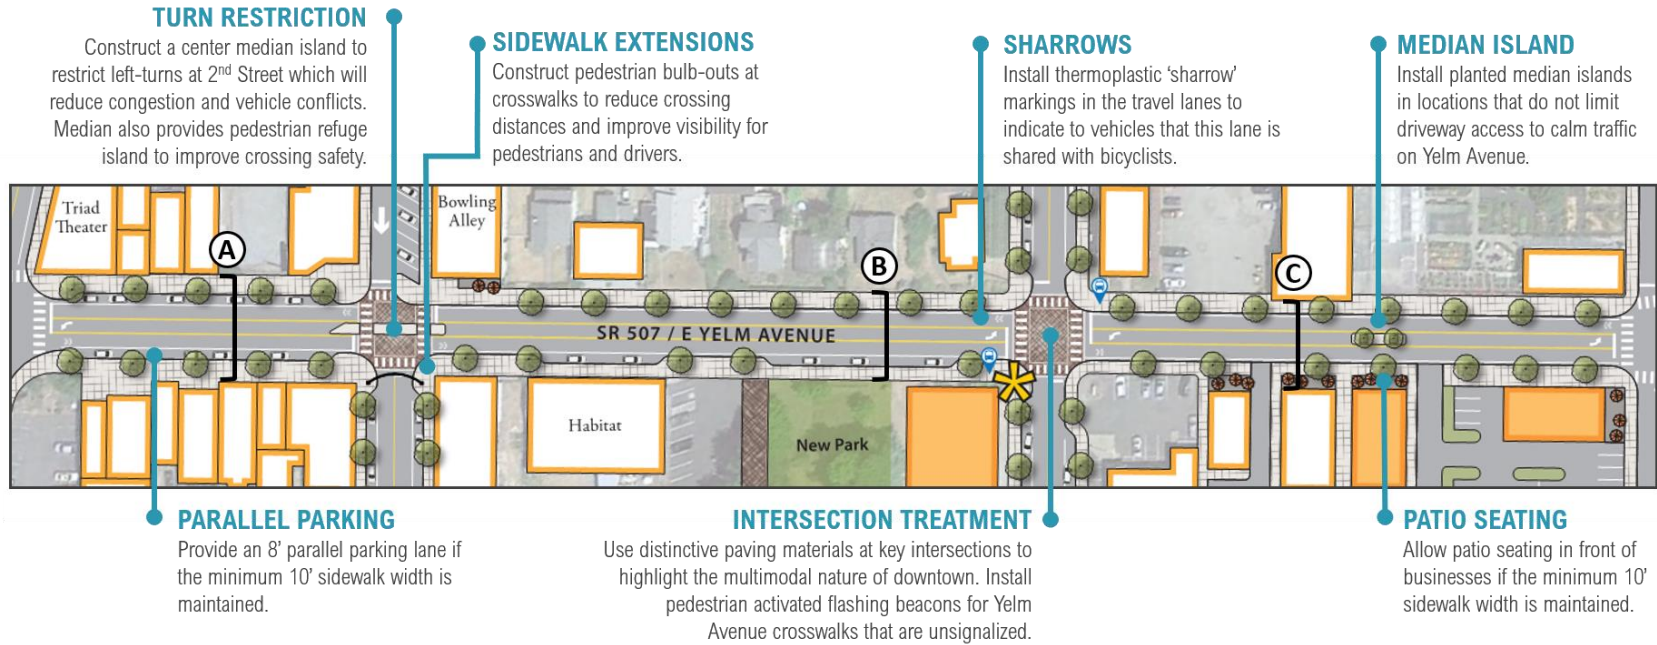 TURN RESTRICTION
Construct a center median island to
restrict left-turns at 2nd Street which will
reduce congestion and vehicle conflicts.
Median also provides pedestrian refuge
island to improve crossing safety.
SIDEWALK EXTENSIONS
Construct pedestrian bulb-outs at
crosswalks to reduce crossing
distances and improve visibility for
pedestrians and drivers.
SHARROWS
Install thermoplastic ‘sharrow’
markings in the travel lanes to
indicate to vehicles that this lane is
shared with bicyclists.
MEDIAN ISLAND
Install planted median islands
in locations that do not limit
driveway access to calm traffic
on Yelm Avenue.
Triad
Theater
A
Bowling
Alley
B
C
SR 507 / E YELM AVENUE
Habitat
New Park
PARALLEL PARKING
Provide an 8’ parallel parking lane if
the minimum 10’ sidewalk width is
maintained.
INTERSECTION TREATMENT
Use distinctive paving materials at key intersections to
highlight the multimodal nature of downtown. Install
pedestrian activated flashing beacons for Yelm
Avenue crosswalks that are unsignalized.
PATIO SEATING
Allow patio seating in front of
businesses if the minimum 10’
sidewalk width is maintained.